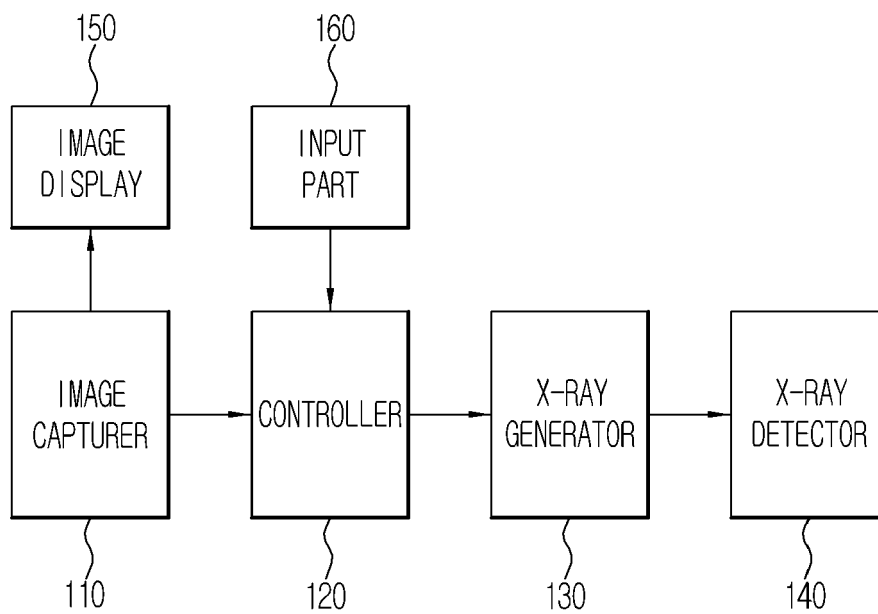 150
160
IMAGE
DISPLAY
INPUT
PART
IMAGE
CAPTURER
CONTROLLER
X-RAY
GENERATOR
X-RAY
DETECTOR
110
120
130
140